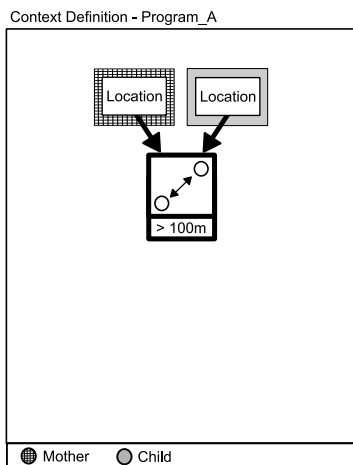 Context Definition - Program_A
Location
Location
> 100m
Mother
Child